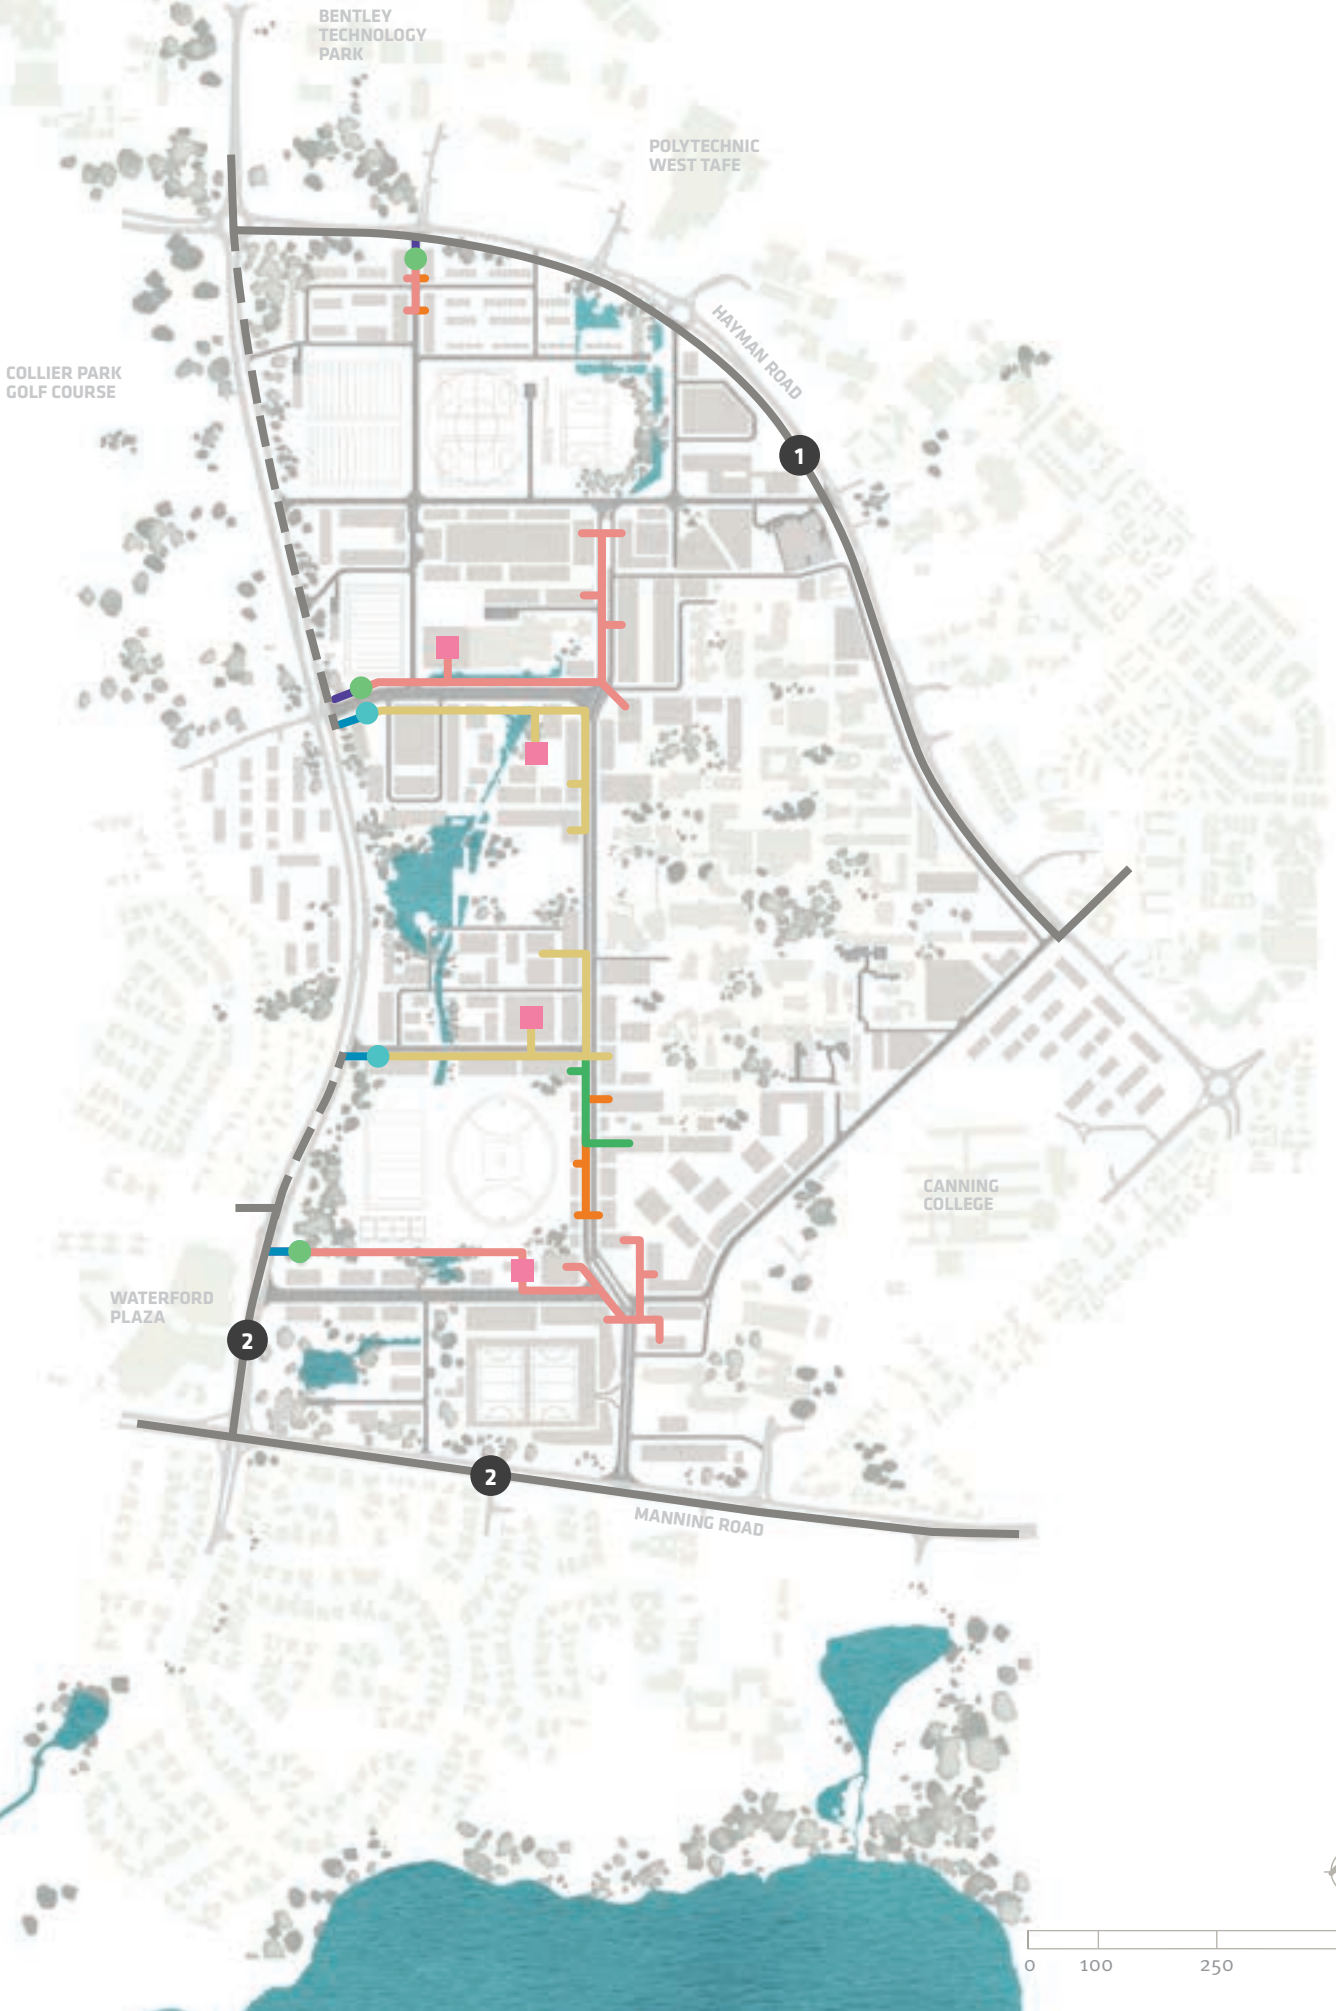 BENTLEY
TECHNOLOGY
PARK
POLYTECHNIC
WEST TAFE
HAYMAN ROAD
COLLIER PARK
GOLF COURSE
1
CANNING
COLLEGE
WATERFORD
PLAZA
2
2
MANNING ROAD
0 100 250